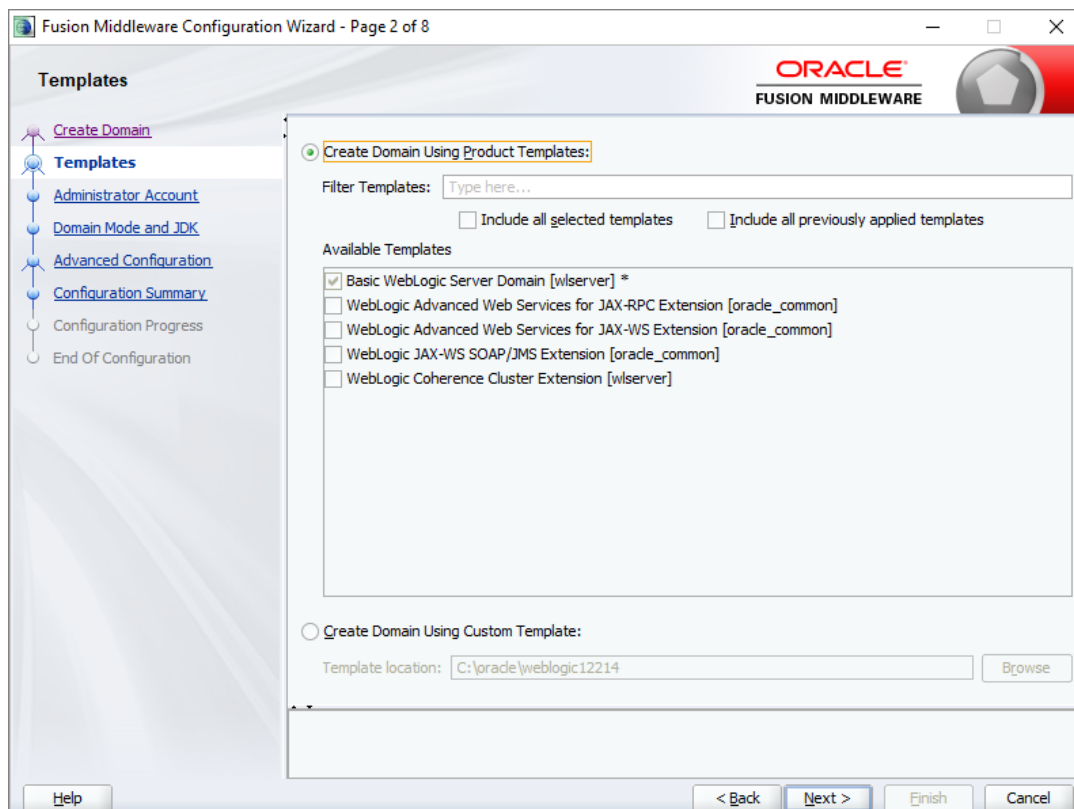 Fusion Middleware Configuration Wizard - Page 2 of 8
Templates
ORACLE
FUSION MIDDLEWARE
Create Domain
Templates
Administrator Account
Domain Mode and JDK
Advanced Configuration
Configuration Summary
Configuration Progress
End Of Configuration
Create Domain Using Product Templates:
Filter Templates: Type here...
Include all selected templates Include all previously applied templates
Available Templates
Basic WebLogic Server Domain [wlserver] *
WebLogic Advanced Web Services for JAX-RPC Extension [oracle_common]
WebLogic Advanced Web Services for JAX-WS Extension [oracle_common]
WebLogic JAX-WS SOAP/JMS Extension [oracle_common]
WebLogic Coherence Cluster Extension [wlserver]
Create Domain Using Custom Template:
Template location: C:\oracle\weblogic12214 Browse
Help < Back Next > Finish Cancel